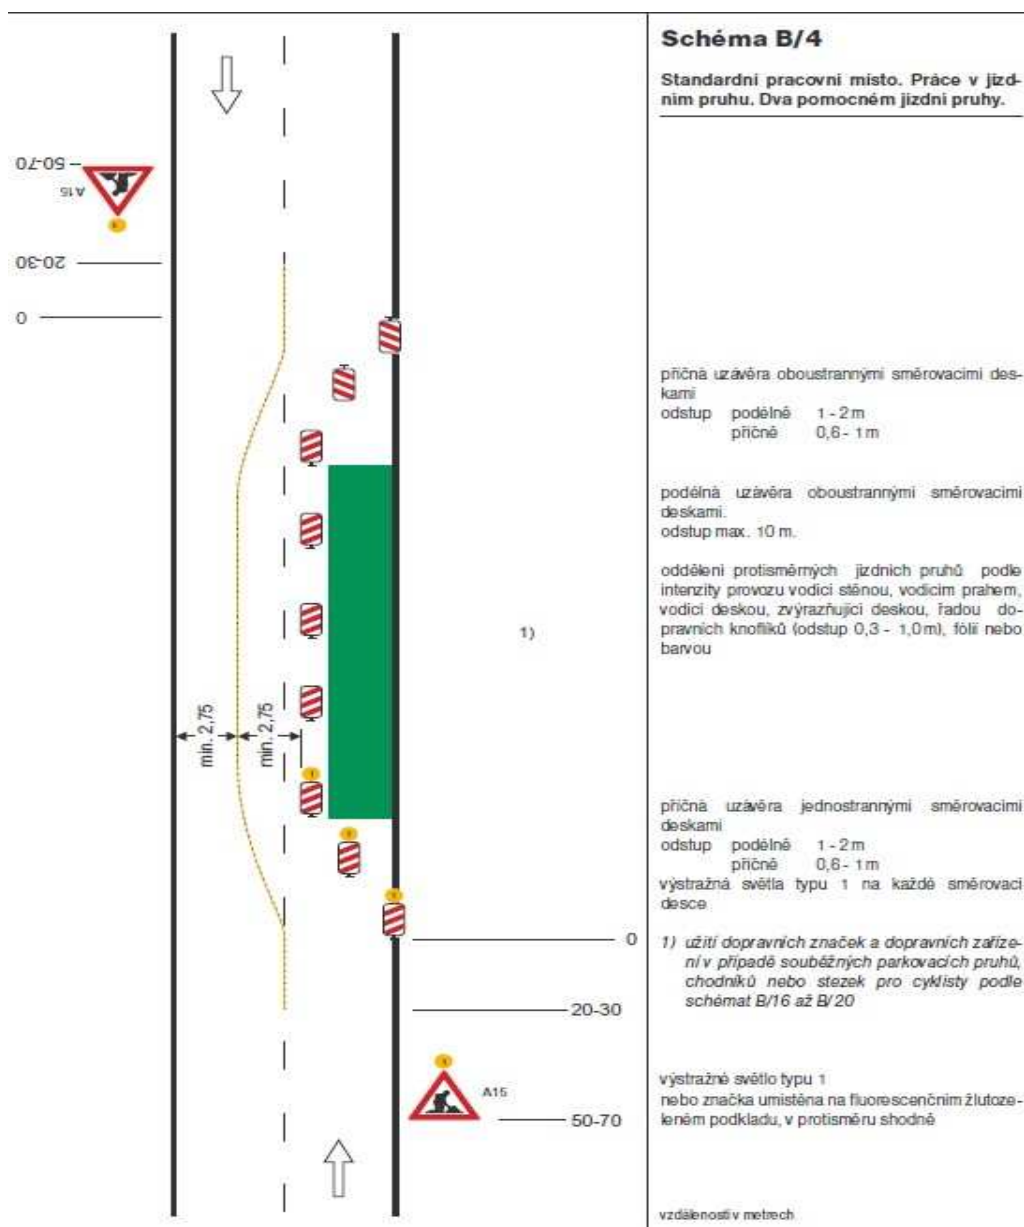 Schéma B/4
Standardní pracovní místo. Práce v jízd-
ním pruhu. Dva pomocném jízdní pruhy.
50-70
A15
20-30
0
příčná uzávěra oboustrannými směrovacími des-
kami
odstup podélně 1 - 2 m
příčně 0,6 - 1 m
podélná uzávěra oboustrannými směrovacími
deskami.
odstup max. 10 m.
oddělení protisměrných jízdních pruhů podle
intenzity provozu vodicí stěnou, vodicím prahem,
vodicí deskou, zvýrazňující deskou, řadou do-
pravních knoflíků (odstup 0,3 - 1,0 m), fólií nebo
barvou
1)
min. 2,75
min. 2,75
příčná uzávěra jednostrannými směrovacími
deskami
odstup podélně 1 - 2 m
příčně 0,6 - 1 m
výstražná světla typu 1 na každé směrovací
desce
0
1) užití dopravních značek a dopravních zaříze-
ní v případě souběžných parkovacích pruhů,
chodníků nebo stezek pro cyklisty podle
schémat B/16 až B/20
20-30
A15
50-70
výstražné světlo typu 1
nebo značka umístěna na fluorescenčním žlutoze-
leném podkladu, v protisměru shodně
vzdálenosti v metrech